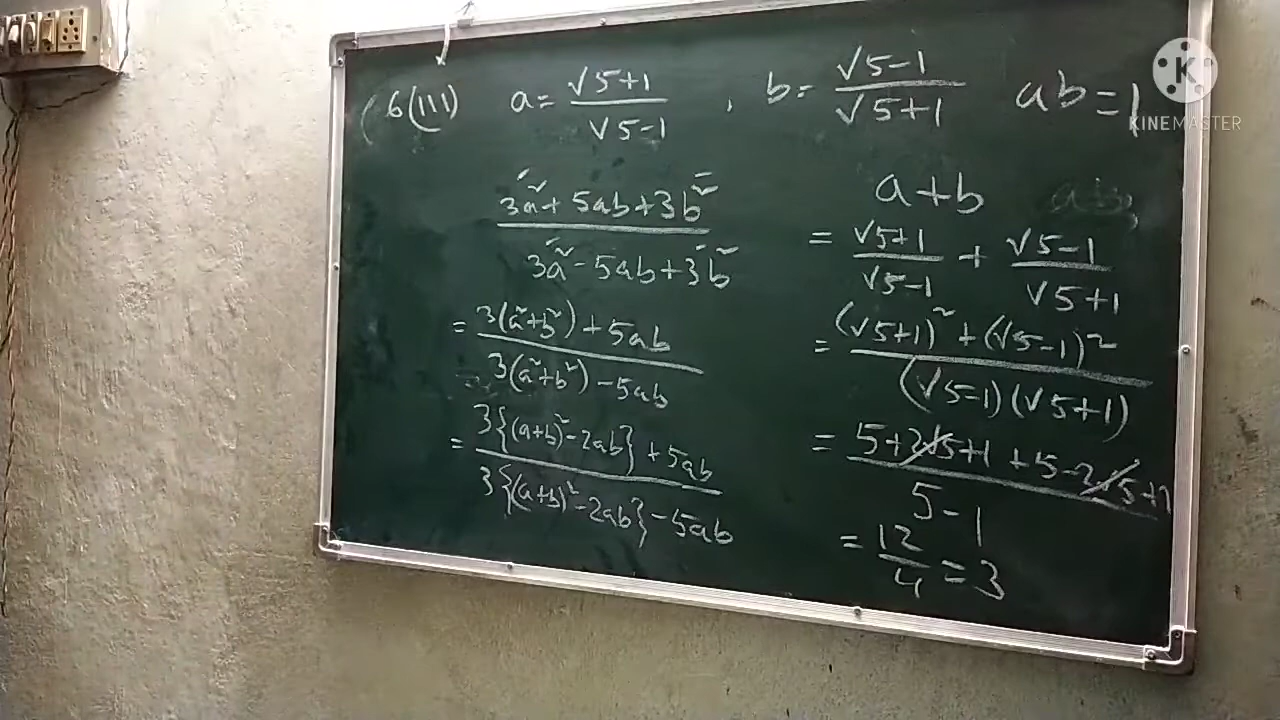 6(111) a = √5+1 / √5-1 , b = √5-1 / √5+1 ab = 1
KINEMASTER
3a² + 5ab + 3b² / 3a² - 5ab + 3b²
= 3(a²+b²) + 5ab / 3(a²+b²) - 5ab
= 3{(a+b)² - 2ab} + 5ab / 3{(a+b)² - 2ab} - 5ab
a+b
= √5+1 / √5-1 + √5-1 / √5+1
= (√5+1)² + (√5-1)² / (√5-1)(√5+1)
= 5+2√5+1 + 5-2√5+1 / 5-1
= 12 / 4 = 3